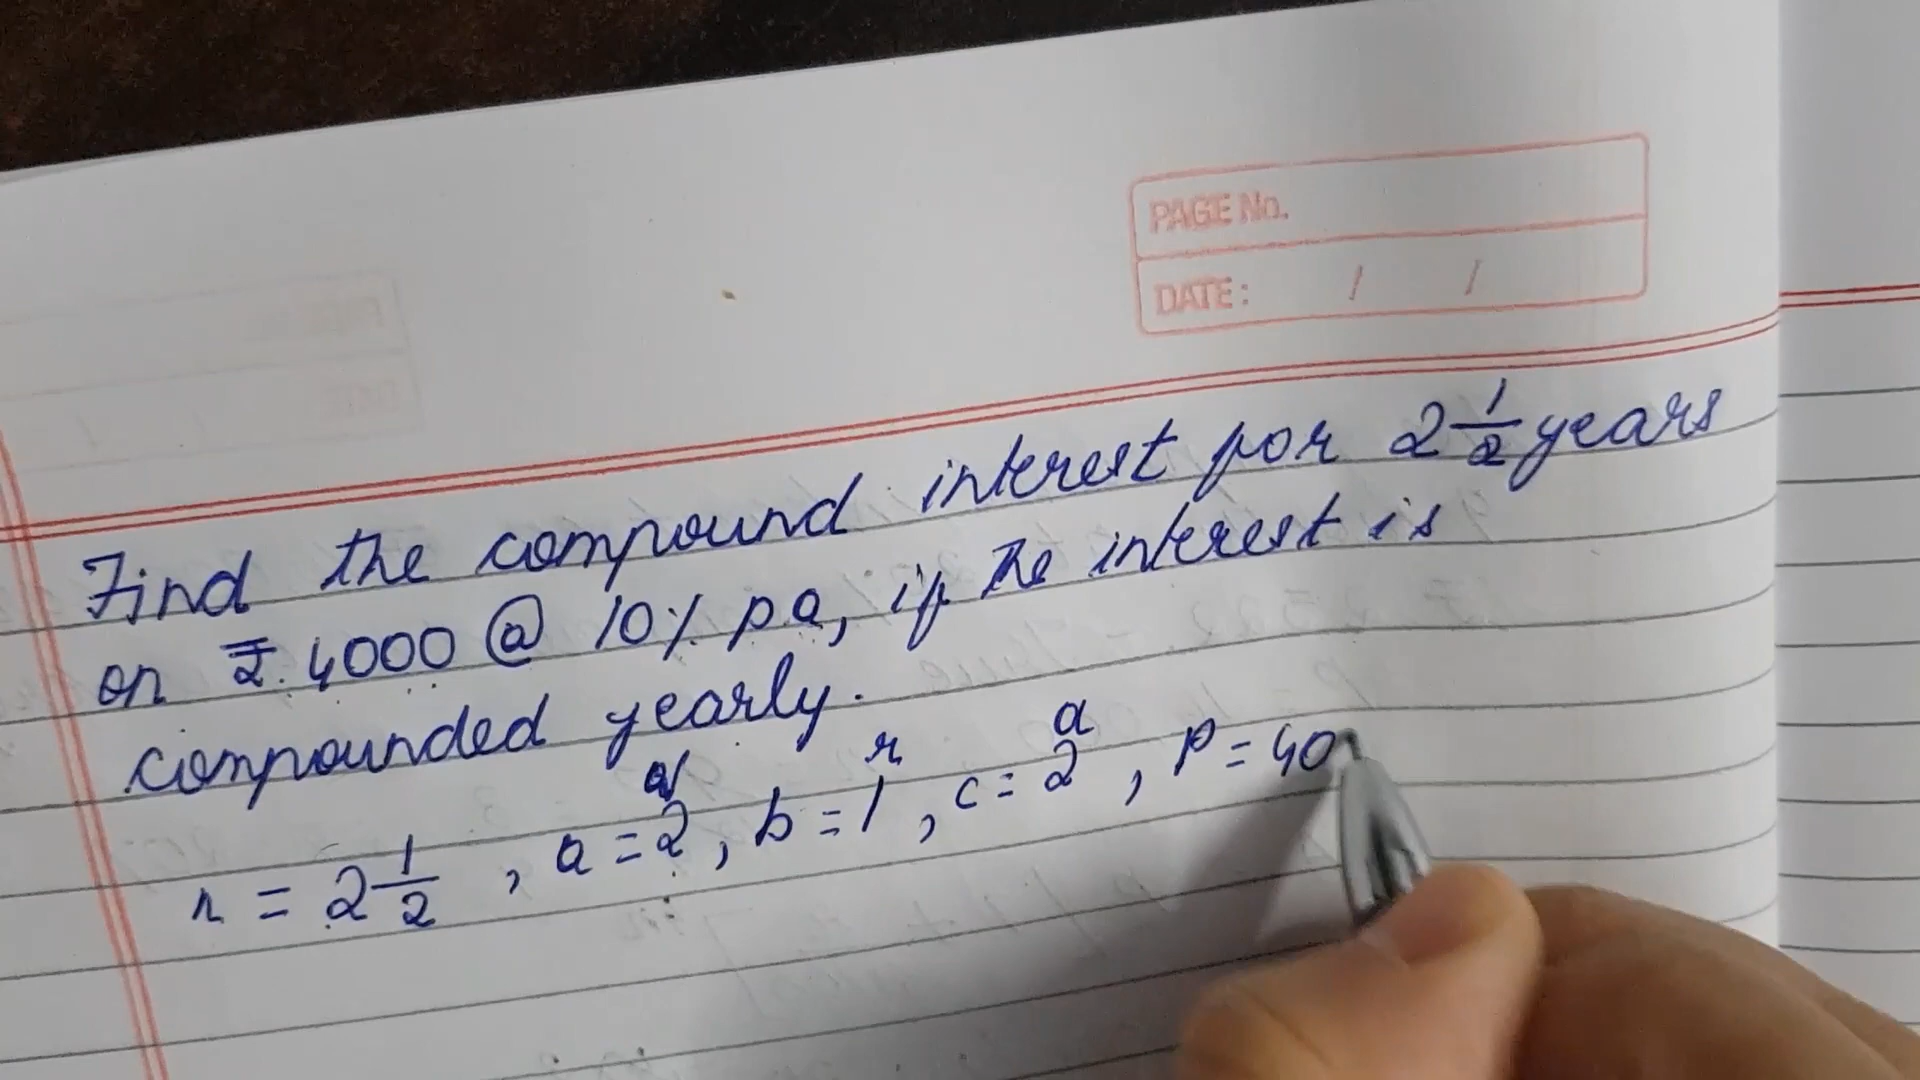 PAGE No.
DATE: / /
Find the compound interest for 2 1/2 years
on ₹. 4000 @ 10% p.a, if the interest is
compounded yearly.
n = 2 1/2, a = 2, b = 1, c = 2, P = 40